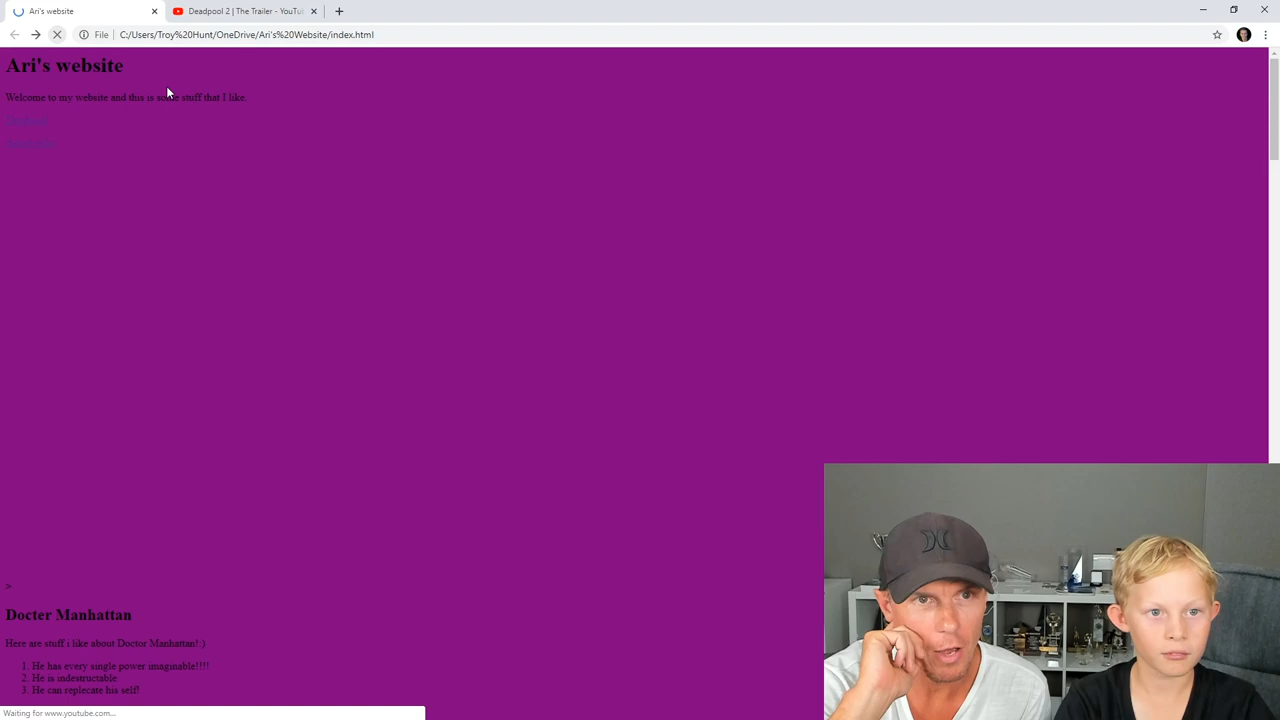 Ari's website
Deadpool 2 | The Trailer - YouTu
File
C:/Users/Troy%20Hunt/OneDrive/Ari's%20Website/index.html
Ari's website
Welcome to my website and this is some stuff that I like.
>
Docter Manhattan
Here are stuff i like about Doctor Manhattan!:)
1. He has every single power imaginable!!!!
2. He is indestructable
3. He can replecate his self!
Waiting for www.youtube.com...